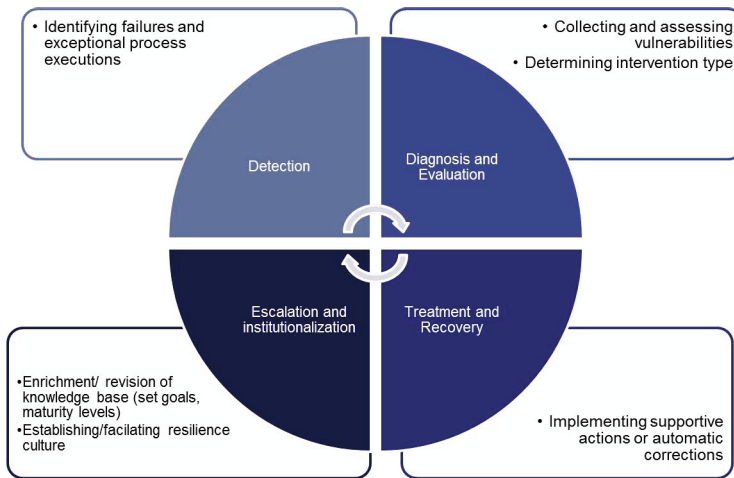 • Identifying failures and
exceptional process
executions
• Collecting and assessing
vulnerabilities
• Determining intervention type
Detection
Diagnosis and
Evaluation
Escalation and
institutionalization
Treatment and
Recovery
•Enrichment/ revision of
knowledge base (set goals,
maturity levels)
•Establishing/facilating resilience
culture
• Implementing supportive
actions or automatic
corrections